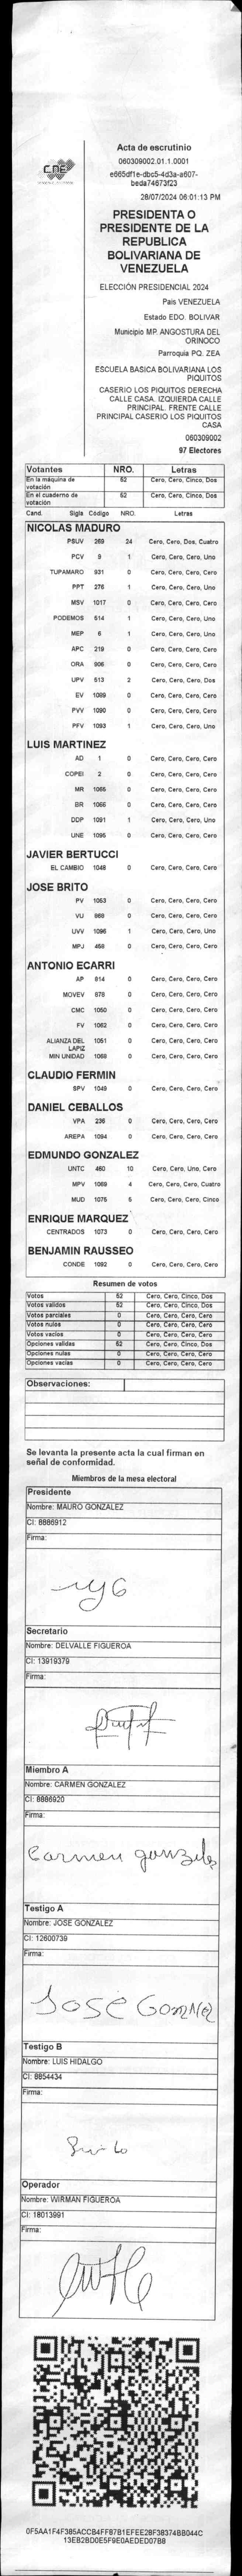 CNE
Acta de escrutinio
060309002.01.1.0001
e665df1e-dbc5-4d3a-a607-
beda74673f23
28/07/2024 06:01:13 PM
PRESIDENTA O
PRESIDENTE DE LA
REPUBLICA
BOLIVARIANA DE
VENEZUELA
ELECCIÓN PRESIDENCIAL 2024
Pais VENEZUELA
Estado EDO. BOLIVAR
Municipio MP. ANGOSTURA DEL
ORINOCO
Parroquia PQ. ZEA
ESCUELA BASICA BOLIVARIANA LOS
PIQUITOS
CASERIO LOS PIQUITOS DERECHA
CALLE CASA. IZQUIERDA CALLE
PRINCIPAL. FRENTE CALLE
PRINCIPAL CASERIO LOS PIQUITOS
CASA
060309002
97 Electores
Votantes NRO. Letras
En la máquina de votación 52 Cero, Cero, Cinco, Dos
En el cuaderno de votación 52 Cero, Cero, Cinco, Dos
Cand. Sigla Código NRO. Letras
NICOLAS MADURO
PSUV 269 24 Cero, Cero, Dos, Cuatro
PCV 9 1 Cero, Cero, Cero, Uno
TUPAMARO 931 0 Cero, Cero, Cero, Cero
PPT 276 1 Cero, Cero, Cero, Uno
MSV 1017 0 Cero, Cero, Cero, Cero
PODEMOS 514 1 Cero, Cero, Cero, Uno
MEP 6 1 Cero, Cero, Cero, Uno
APC 219 0 Cero, Cero, Cero, Cero
ORA 906 0 Cero, Cero, Cero, Cero
UPV 513 2 Cero, Cero, Cero, Dos
EV 1089 0 Cero, Cero, Cero, Cero
PVV 1090 0 Cero, Cero, Cero, Cero
PFV 1093 1 Cero, Cero, Cero, Uno
LUIS MARTINEZ
AD 1 0 Cero, Cero, Cero, Cero
COPEI 2 0 Cero, Cero, Cero, Cero
MR 1065 0 Cero, Cero, Cero, Cero
BR 1066 0 Cero, Cero, Cero, Cero
DDP 1091 1 Cero, Cero, Cero, Uno
UNE 1095 0 Cero, Cero, Cero, Cero
JAVIER BERTUCCI
EL CAMBIO 1048 0 Cero, Cero, Cero, Cero
JOSE BRITO
PV 1053 0 Cero, Cero, Cero, Cero
VU 868 0 Cero, Cero, Cero, Cero
UVV 1096 1 Cero, Cero, Cero, Uno
MPJ 458 0 Cero, Cero, Cero, Cero
ANTONIO ECARRI
AP 814 0 Cero, Cero, Cero, Cero
MOVEV 878 0 Cero, Cero, Cero, Cero
CMC 1050 0 Cero, Cero, Cero, Cero
FV 1062 0 Cero, Cero, Cero, Cero
ALIANZA DEL LAPIZ 1051 0 Cero, Cero, Cero, Cero
MIN UNIDAD 1068 0 Cero, Cero, Cero, Cero
CLAUDIO FERMIN
SPV 1049 0 Cero, Cero, Cero, Cero
DANIEL CEBALLOS
VPA 236 0 Cero, Cero, Cero, Cero
AREPA 1094 0 Cero, Cero, Cero, Cero
EDMUNDO GONZALEZ
UNTC 460 10 Cero, Cero, Uno, Cero
MPV 1069 4 Cero, Cero, Cero, Cuatro
MUD 1075 5 Cero, Cero, Cero, Cinco
ENRIQUE MARQUEZ
CENTRADOS 1073 0 Cero, Cero, Cero, Cero
BENJAMIN RAUSSEO
CONDE 1092 0 Cero, Cero, Cero, Cero
Resumen de votos
Votos 52 Cero, Cero, Cinco, Dos
Votos validos 52 Cero, Cero, Cinco, Dos
Votos parciales 0 Cero, Cero, Cero, Cero
Votos nulos 0 Cero, Cero, Cero, Cero
Votos vacios 0 Cero, Cero, Cero, Cero
Opciones validas 52 Cero, Cero, Cinco, Dos
Opciones nulas 0 Cero, Cero, Cero, Cero
Opciones vacias 0 Cero, Cero, Cero, Cero
Observaciones:
Se levanta la presente acta la cual firman en
señal de conformidad.
Miembros de la mesa electoral
Presidente
Nombre: MAURO GONZALEZ
CI: 8886912
Firma:
Secretario
Nombre: DELVALLE FIGUEROA
CI: 13919379
Firma:
Miembro A
Nombre: CARMEN GONZALEZ
CI: 8886920
Firma:
Carmen gonzalez
Testigo A
Nombre: JOSE GONZALEZ
CI: 12600739
Firma:
JOSE
Testigo B
Nombre: LUIS HIDALGO
CI: 8854434
Firma:
Operador
Nombre: WIRMAN FIGUEROA
CI: 18013991
Firma:
0F5AA1F4F385ACCB4FF87B1EFEE28F38374BB044C
13EB2BD0E5F9E0AEDED07B8